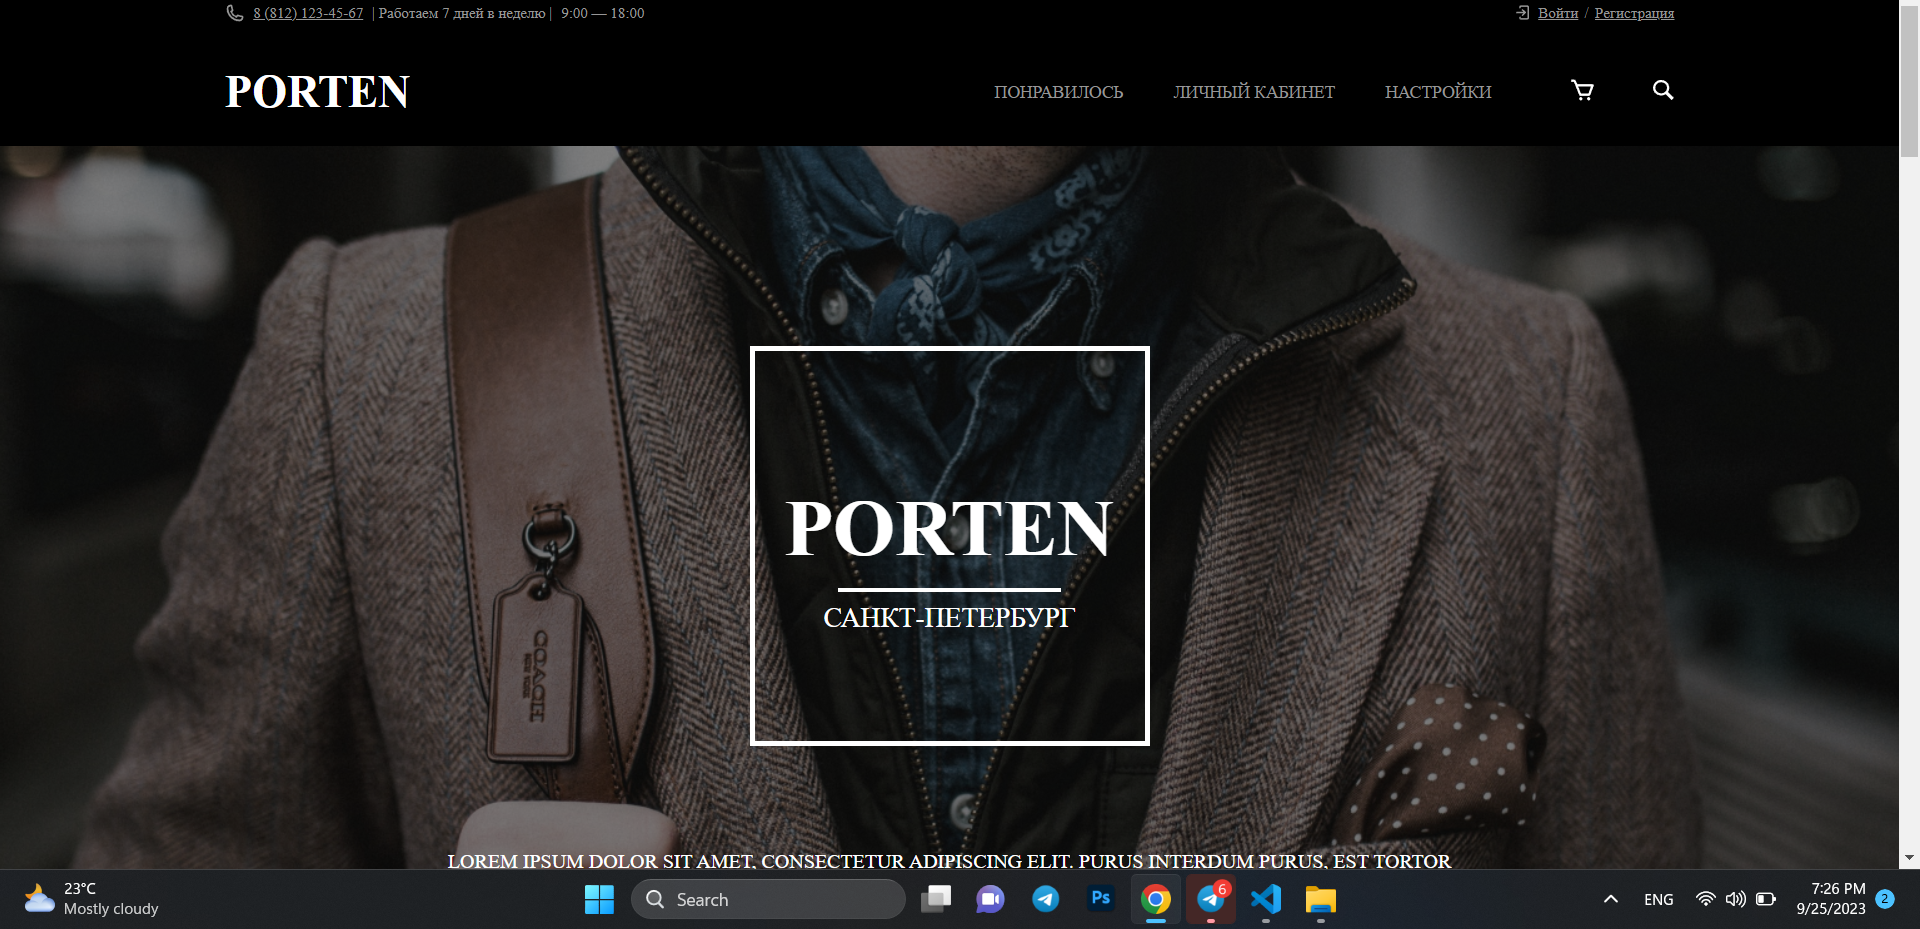 8 (812) 123-45-67 | Работаем 7 дней в неделю | 9:00 — 18:00
Войти / Регистрация
PORTEN
ПОНРАВИЛОСЬ ЛИЧНЫЙ КАБИНЕТ НАСТРОЙКИ
PORTEN
САНКТ-ПЕТЕРБУРГ
COACH
LOREM IPSUM DOLOR SIT AMET, CONSECTETUR ADIPISCING ELIT. PURUS INTERDUM PURUS, EST TORTOR
23°C
Mostly cloudy
Search
Ps
6
ENG
7:26 PM
9/25/2023
2